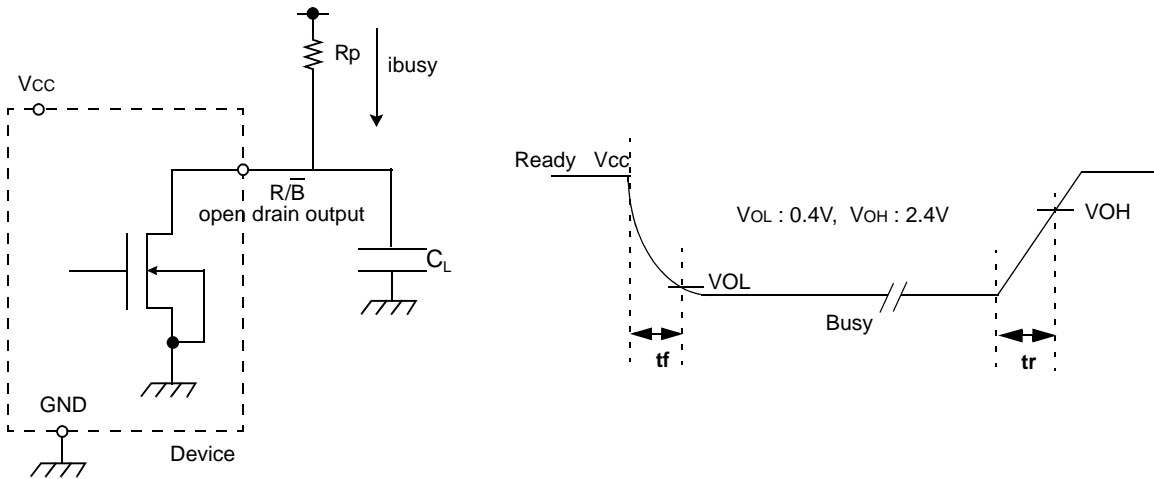 Rp
ibusy
VCC
R/B̅
open drain output
CL
GND
Device
Ready Vcc
VOL : 0.4V, VOH : 2.4V
VOH
VOL
Busy
tf
tr